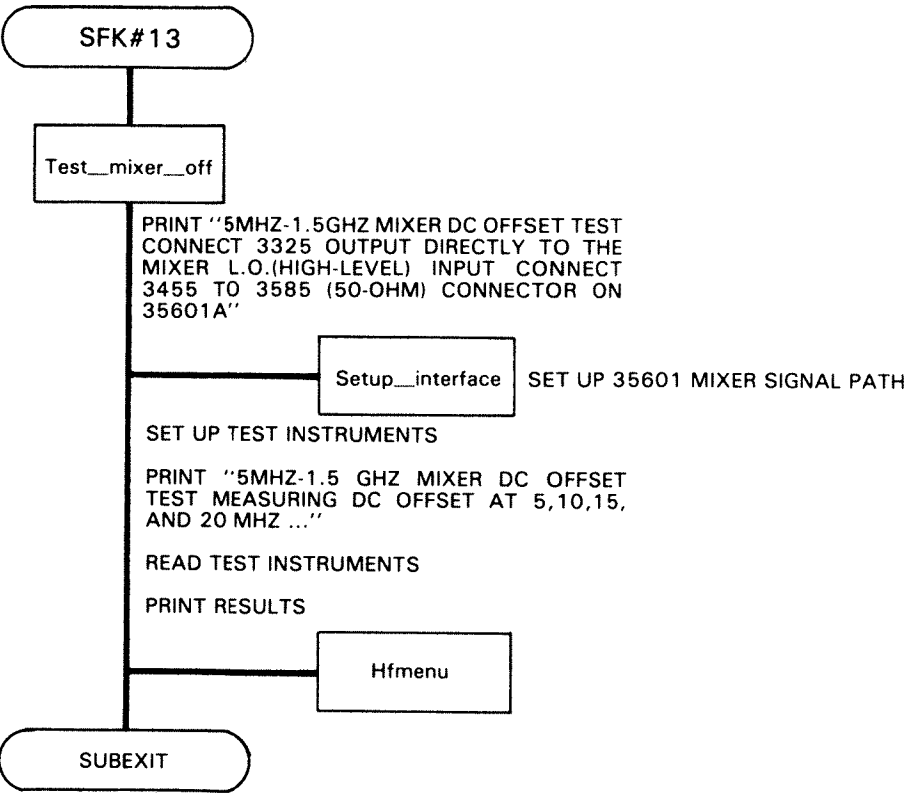 SFK#13
Test__mixer__off
PRINT ''5MHZ-1.5GHZ MIXER DC OFFSET TEST
CONNECT 3325 OUTPUT DIRECTLY TO THE
MIXER L.O.(HIGH-LEVEL) INPUT CONNECT
3455 TO 3585 (50-OHM) CONNECTOR ON
35601A''
Setup__interface
SET UP 35601 MIXER SIGNAL PATH
SET UP TEST INSTRUMENTS
PRINT ''5MHZ-1.5 GHZ MIXER DC OFFSET
TEST MEASURING DC OFFSET AT 5,10,15,
AND 20 MHZ ...''
READ TEST INSTRUMENTS
PRINT RESULTS
Hfmenu
SUBEXIT